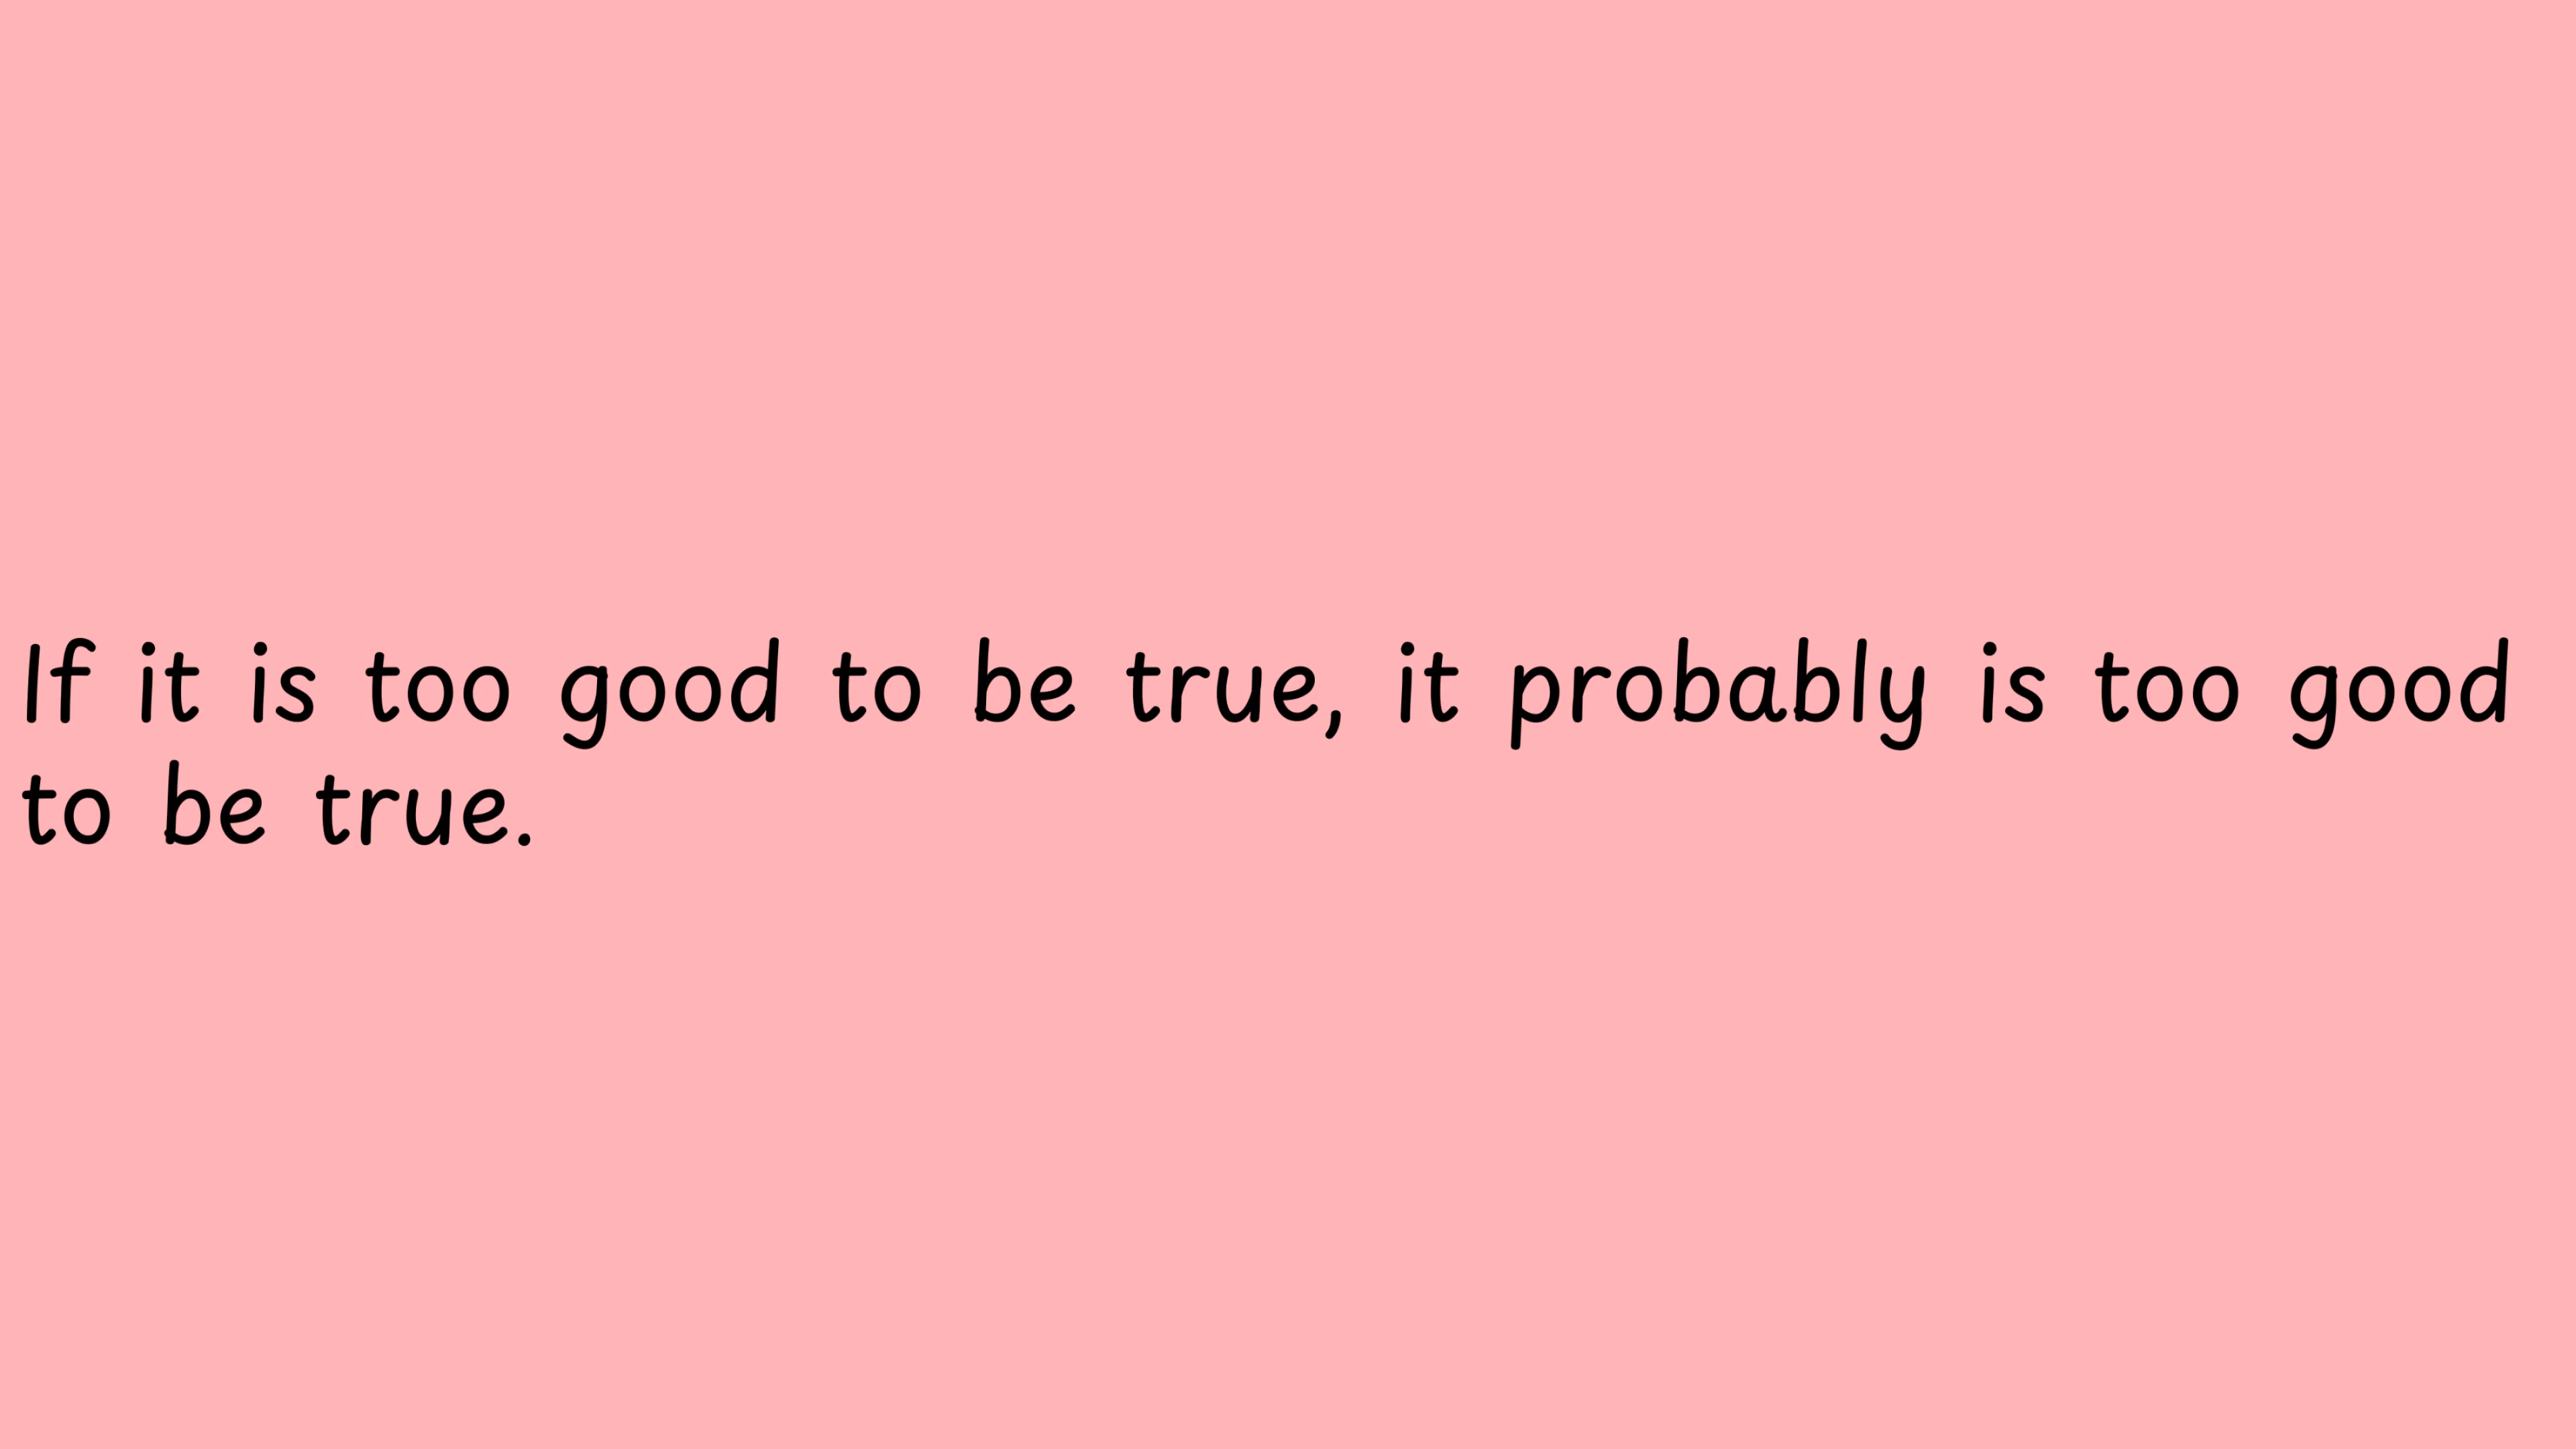 If it is too good to be true, it probably is too good
to be true.